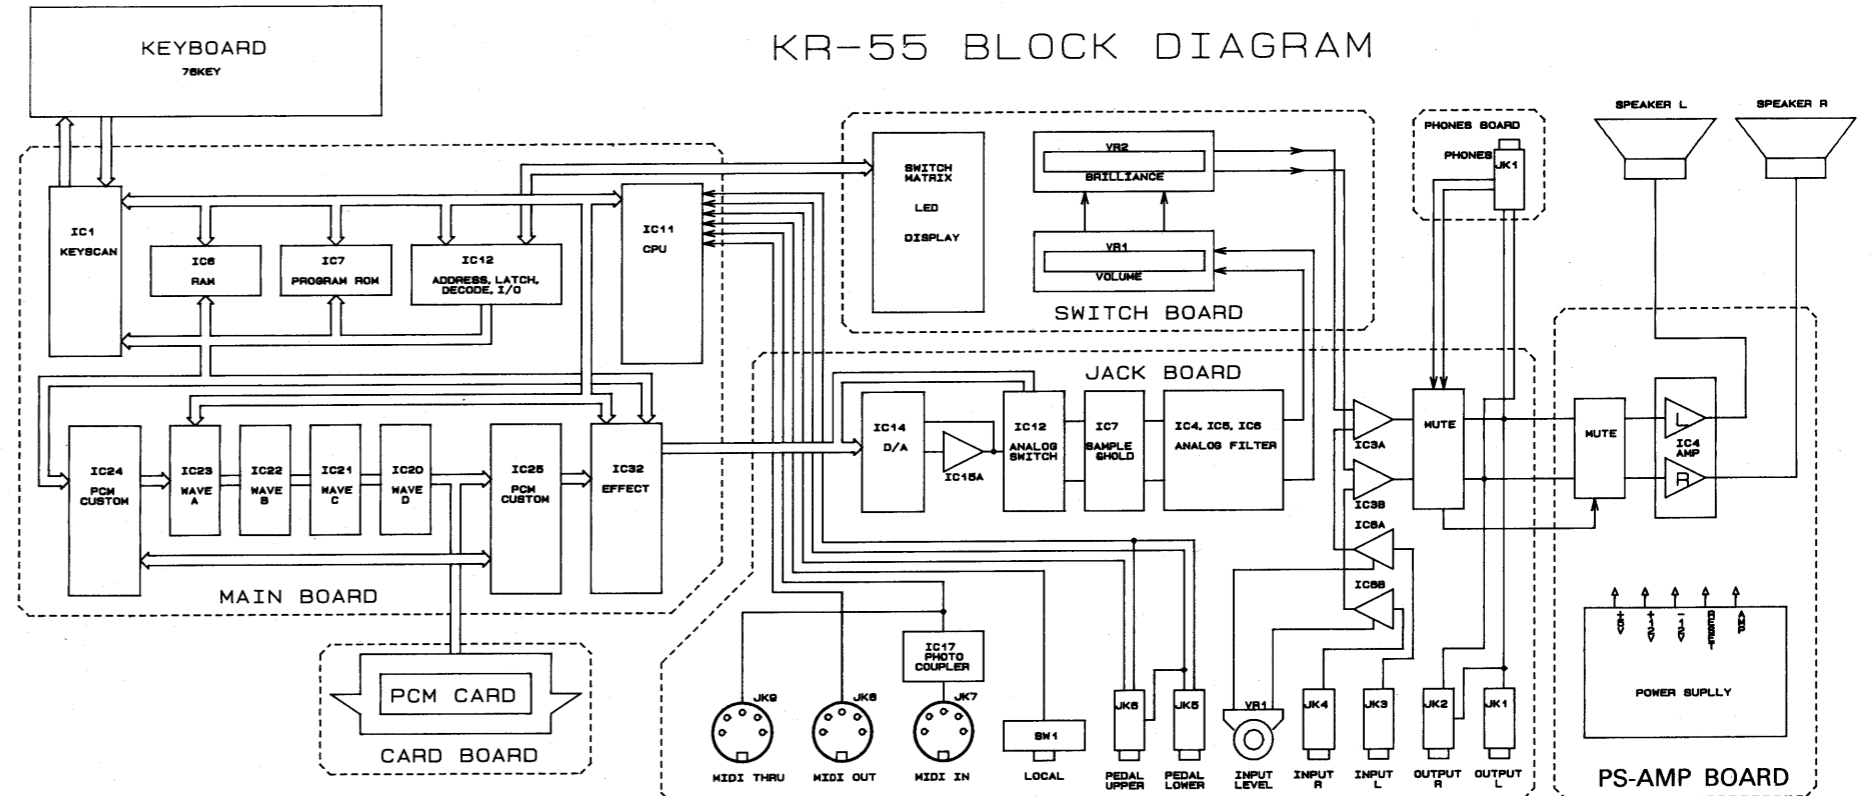 KR-55 BLOCK DIAGRAM
KEYBOARD
76KEY
IC1
KEYSCAN
IC6
RAM
IC7
PROGRAM ROM
IC12
ADDRESS, LATCH,
DECODE, I/O
IC11
CPU
IC24
PCM
CUSTOM
IC23
WAVE
A
IC22
WAVE
B
IC21
WAVE
C
IC20
WAVE
D
IC25
PCM
CUSTOM
IC32
EFFECT
MAIN BOARD
PCM CARD
CARD BOARD
SWITCH
MATRIX
LED
DISPLAY
VR2
BRILLIANCE
VR1
VOLUME
SWITCH BOARD
PHONES BOARD
PHONES
JK1
SPEAKER L
SPEAKER R
JACK BOARD
IC14
D/A
IC15A
IC12
ANALOG
SWITCH
IC7
SAMPLE
&HOLD
IC4, IC5, IC6
ANALOG FILTER
IC3A
IC3B
IC8A
IC8B
MUTE
MUTE
L
IC4
AMP
R
IC17
PHOTO
COUPLER
JK9
MIDI THRU
JK8
MIDI OUT
JK7
MIDI IN
SW1
LOCAL
JK6
PEDAL
UPPER
JK5
PEDAL
LOWER
VR1
INPUT
LEVEL
JK4
INPUT
R
JK3
INPUT
L
JK2
OUTPUT
R
JK1
OUTPUT
L
+5V
+12V
-12V
RESET
AMP
POWER SUPLLY
PS-AMP BOARD